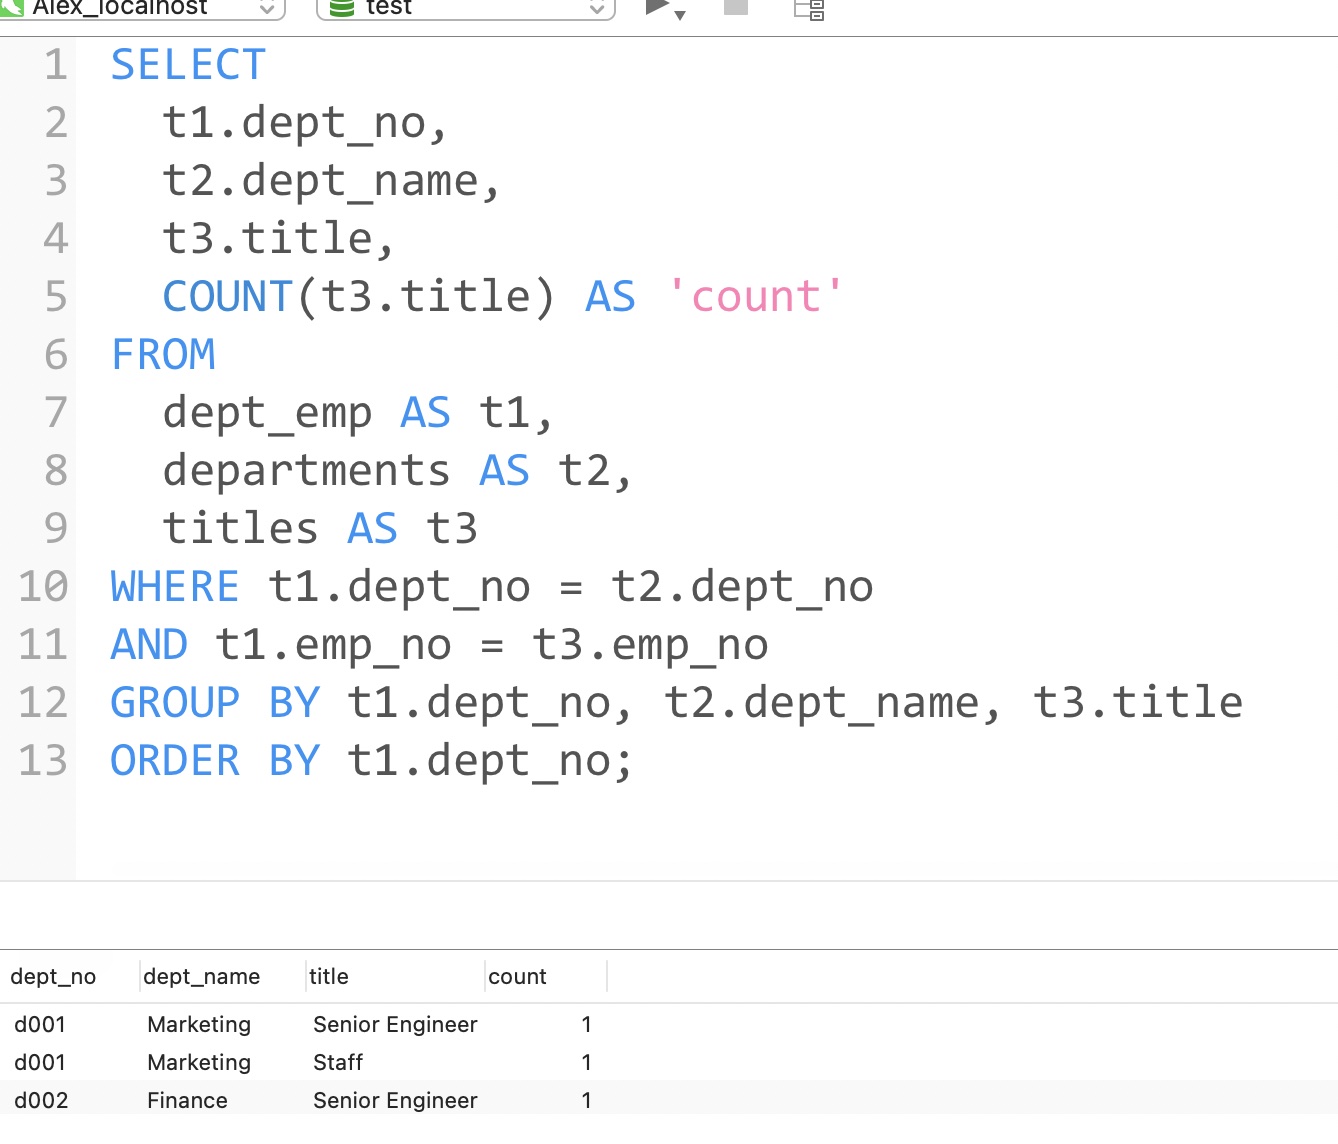 Alex_localhost test
1 SELECT
2 t1.dept_no,
3 t2.dept_name,
4 t3.title,
5 COUNT(t3.title) AS 'count'
6 FROM
7 dept_emp AS t1,
8 departments AS t2,
9 titles AS t3
10 WHERE t1.dept_no = t2.dept_no
11 AND t1.emp_no = t3.emp_no
12 GROUP BY t1.dept_no, t2.dept_name, t3.title
13 ORDER BY t1.dept_no;
dept_no dept_name title count
d001 Marketing Senior Engineer 1
d001 Marketing Staff 1
d002 Finance Senior Engineer 1